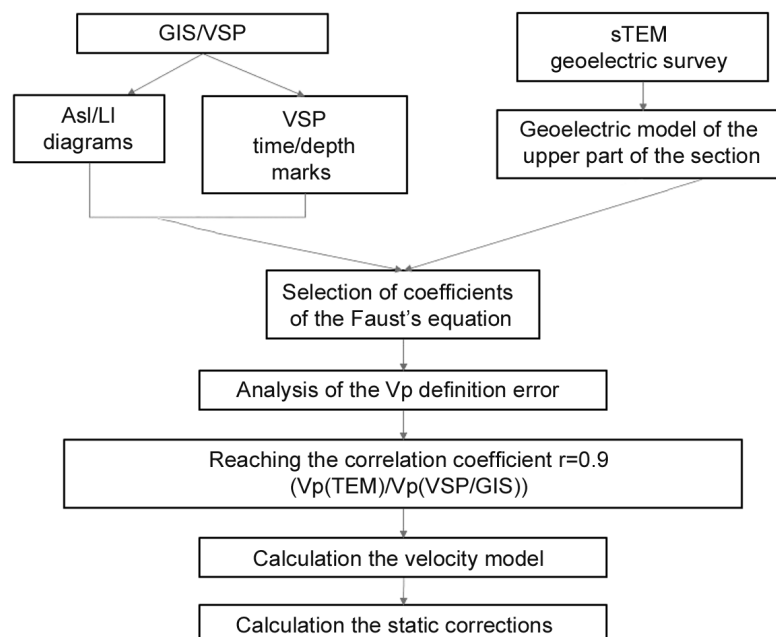 GIS/VSP
sTEM
geoelectric survey
Asl/LI
diagrams
VSP
time/depth
marks
Geoelectric model of the
upper part of the section
Selection of coefficients
of the Faust's equation
Analysis of the Vp definition error
Reaching the correlation coefficient r=0.9
(Vp(TEM)/Vp(VSP/GIS))
Calculation the velocity model
Calculation the static corrections